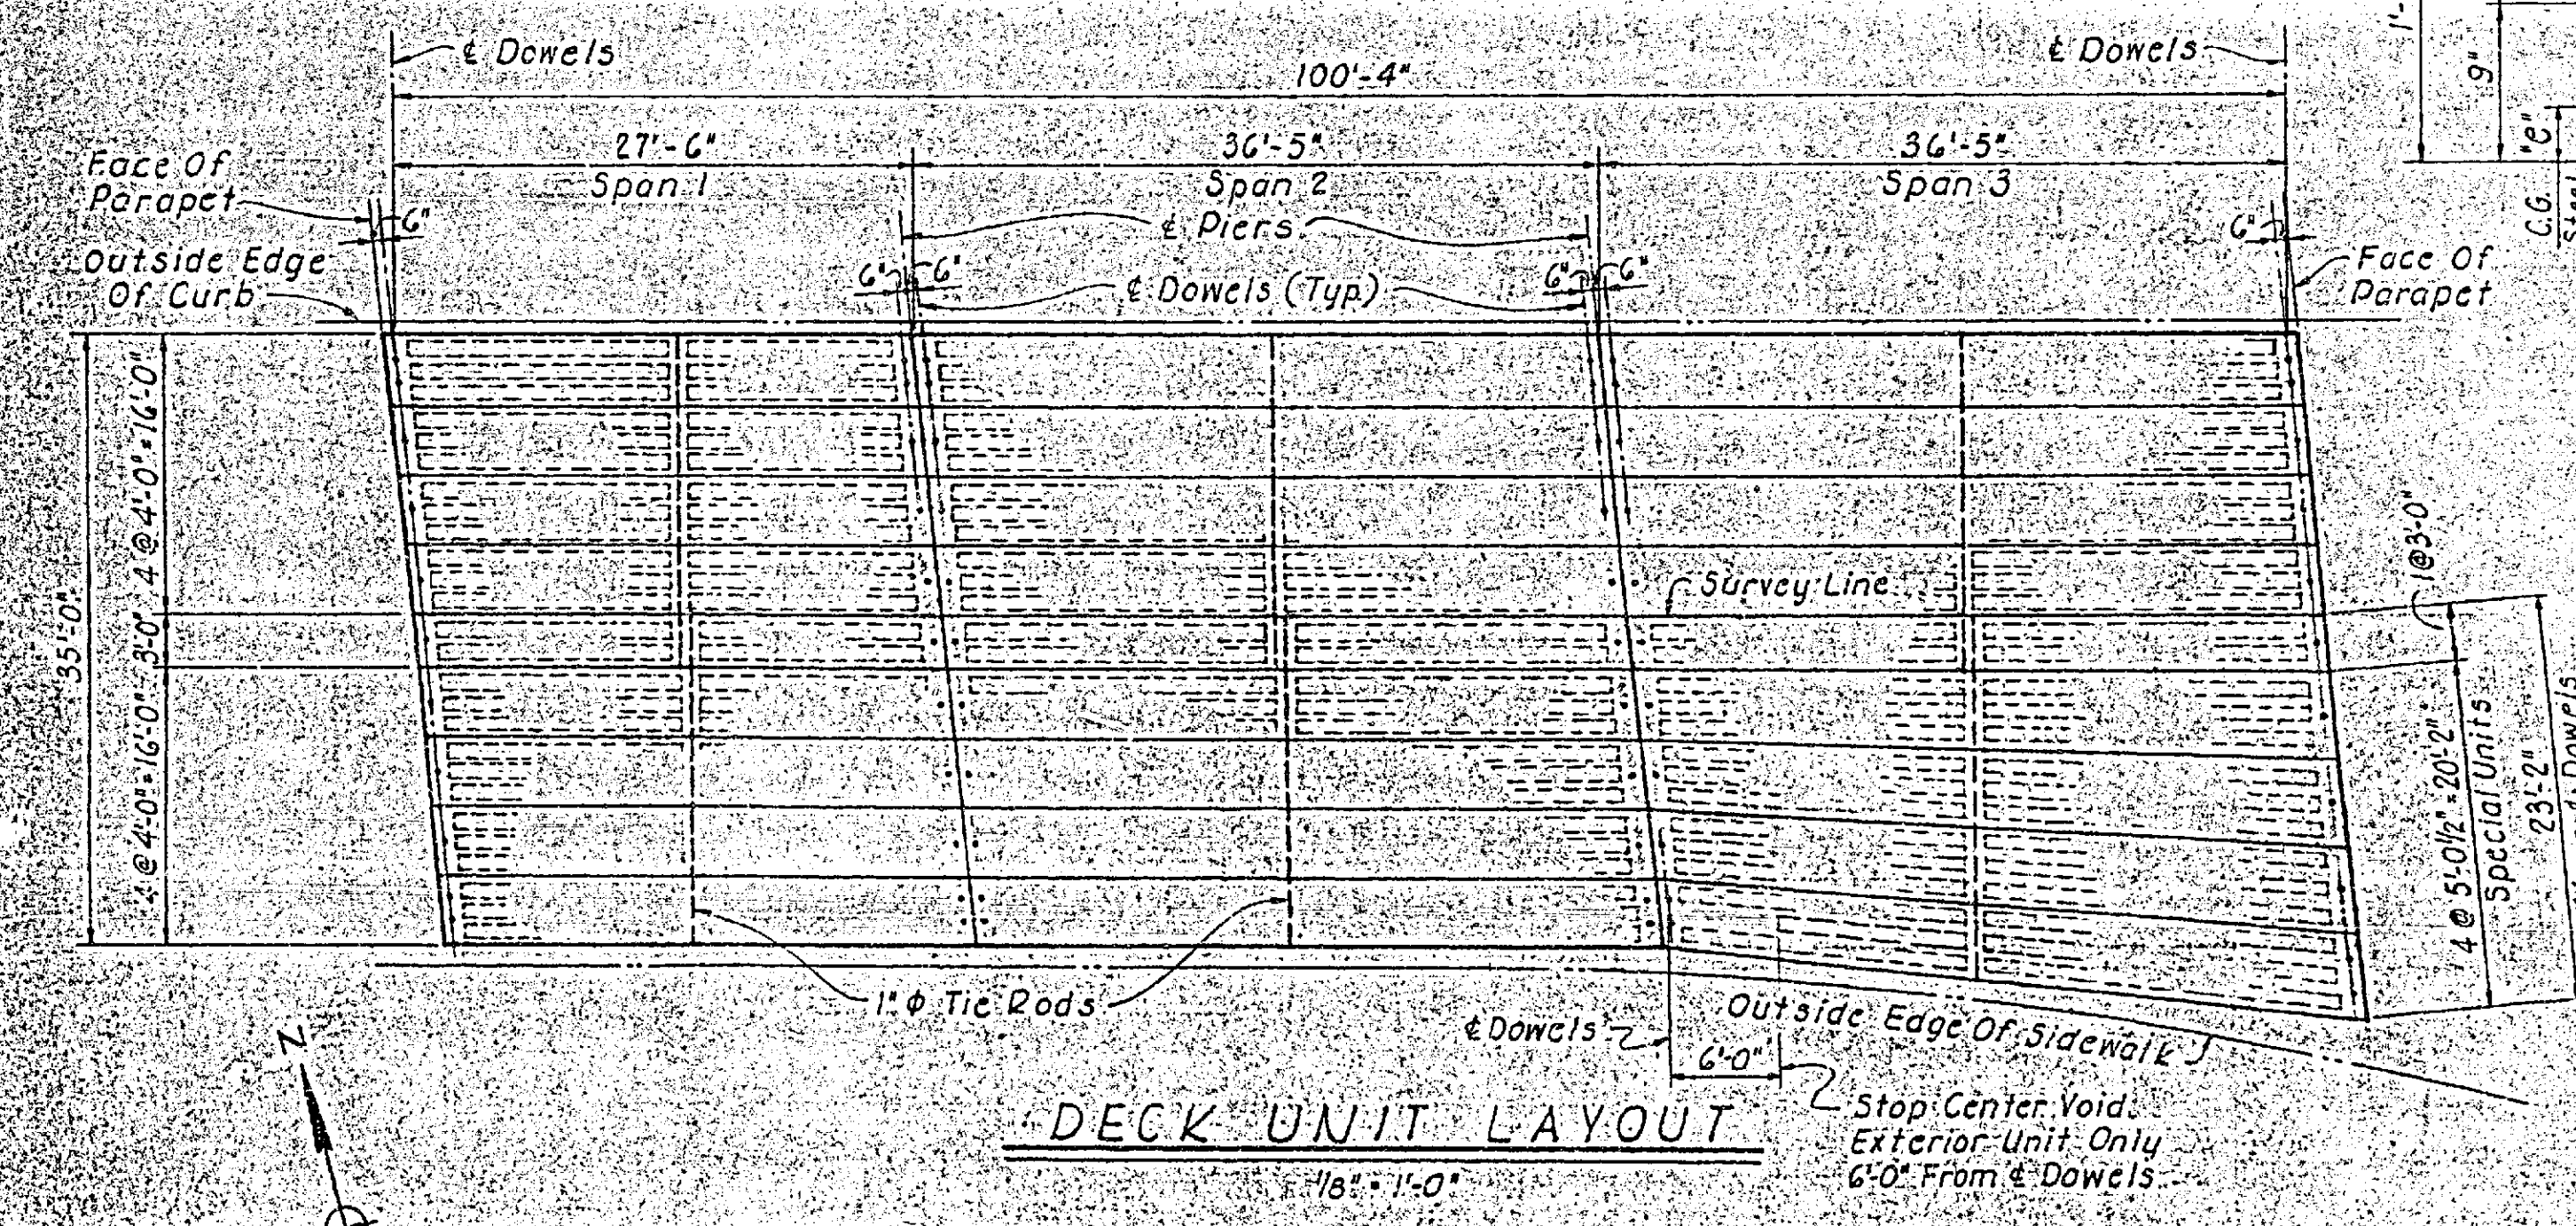 ℄ Dowels
℄ Dowels
100'-4"
27'-6"
36'-5"
36'-5"
Span 1
Span 2
Span 3
Face Of
Parapet
6"
℄ Piers
6"
Outside Edge
Of Curb
6" 6"
℄ Dowels (Typ.)
6" 6"
Face Of
Parapet
1'-
9"
"e"
C.G.
35'-0"
4 @ 4'-0" = 16'-0"
3'-0"
4 @ 4'-0" = 16'-0"
Survey Line
1 @ 3'-0"
4 @ 5'-0 1/2" = 20'-2"
Special Units
23'-2"
Dowels
1" ϕ Tie Rods
℄ Dowels
Outside Edge Of Sidewalk
6'-0"
N
DECK UNIT LAYOUT
1/8" = 1'-0"
Stop Center Void
Exterior Unit Only
6'-0" From ℄ Dowels